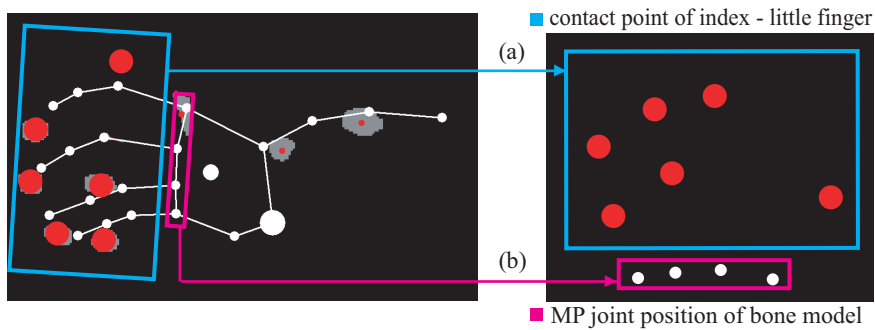 contact point of index - little finger
(a)
(b)
MP joint position of bone model